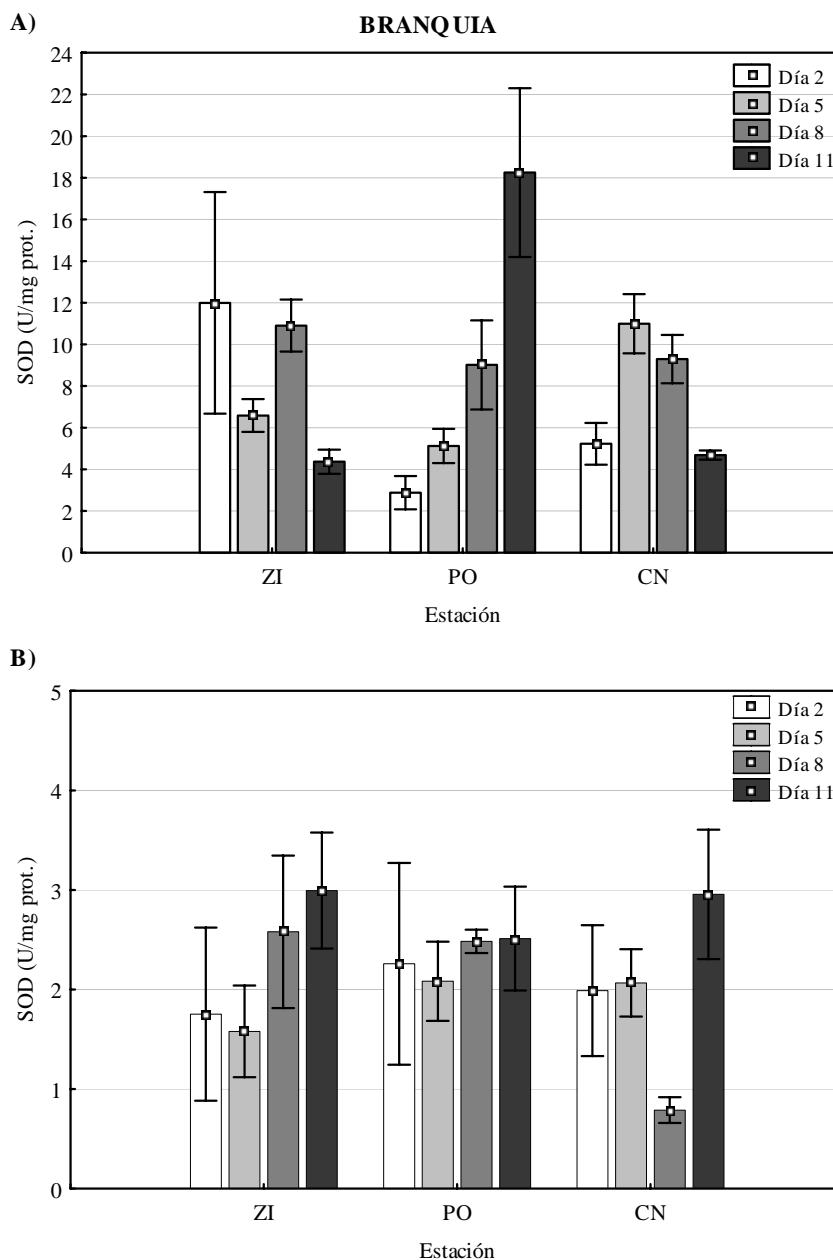 A)
BRANQUIA
24
22
20
18
16
14
12
10
8
6
4
2
0
SOD (U/mg prot.)
Día 2
Día 5
Día 8
Día 11
ZI PO CN
Estación
B)
5
4
3
2
1
0
SOD (U/mg prot.)
Día 2
Día 5
Día 8
Día 11
ZI PO CN
Estación